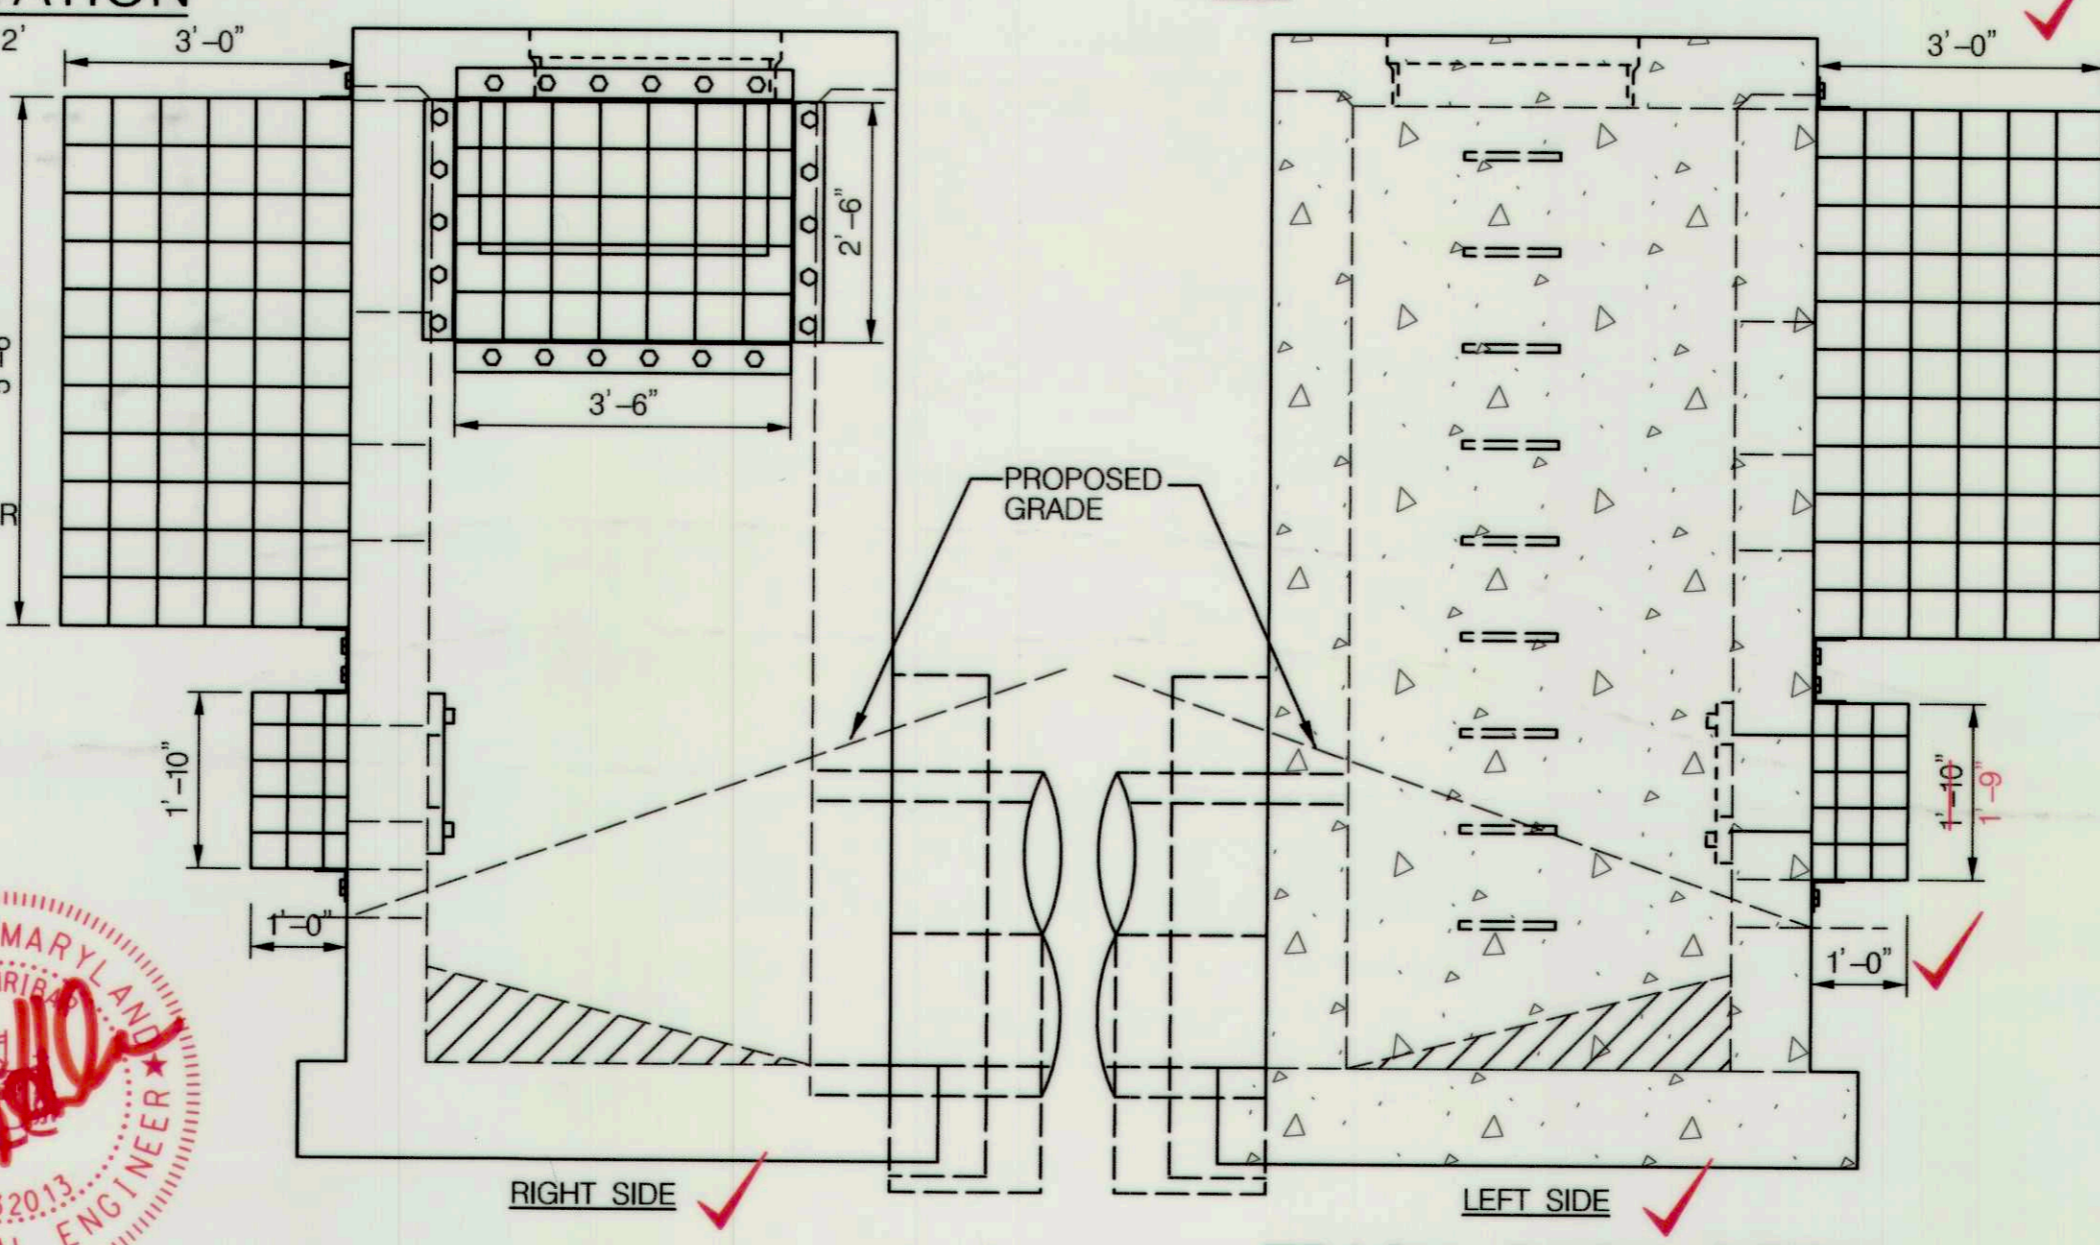 2'
3'-0"
3'-0"
2'-6"
3'-6"
R
PROPOSED
GRADE
1'-10"
1'-10"
1'-9"
1'-0"
1'-0"
MARYLAND
ENGINEER
RIGHT SIDE
LEFT SIDE